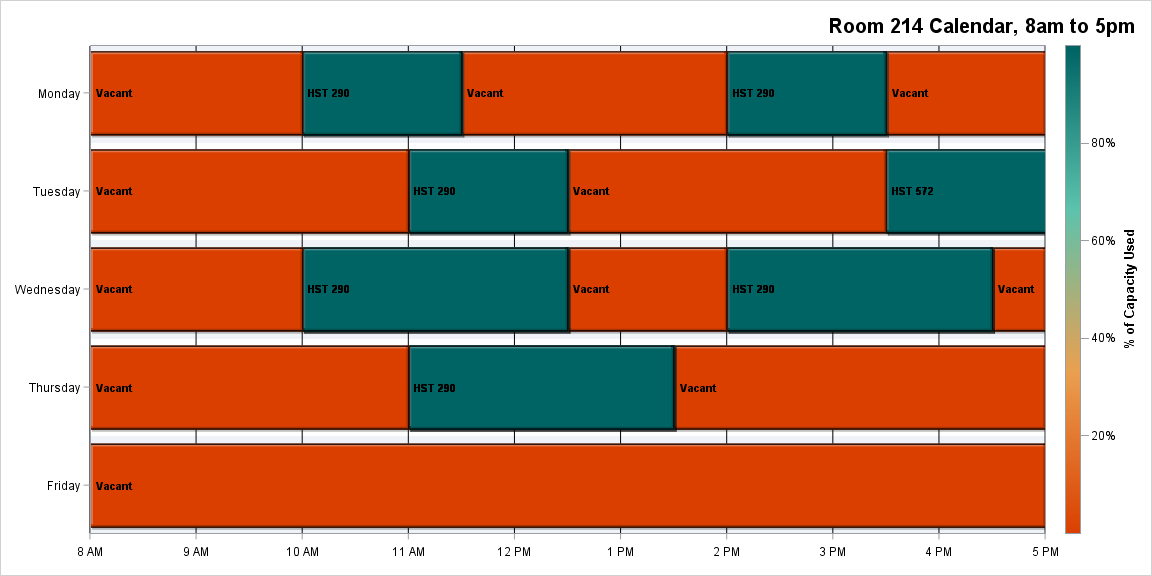 Room 214 Calendar, 8am to 5pm
Monday
Vacant
HST 290
Vacant
HST 290
Vacant
Tuesday
Vacant
HST 290
Vacant
HST 572
Wednesday
Vacant
HST 290
Vacant
HST 290
Vacant
Thursday
Vacant
HST 290
Vacant
Friday
Vacant
8 AM
9 AM
10 AM
11 AM
12 PM
1 PM
2 PM
3 PM
4 PM
5 PM
80%
60%
40%
20%
% of Capacity Used